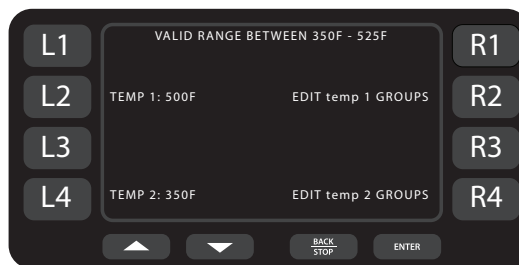 L1 VALID RANGE BETWEEN 350F - 525F R1
L2 TEMP 1: 500F EDIT temp 1 GROUPS R2
L3 R3
L4 TEMP 2: 350F EDIT temp 2 GROUPS R4
BACK
STOP ENTER